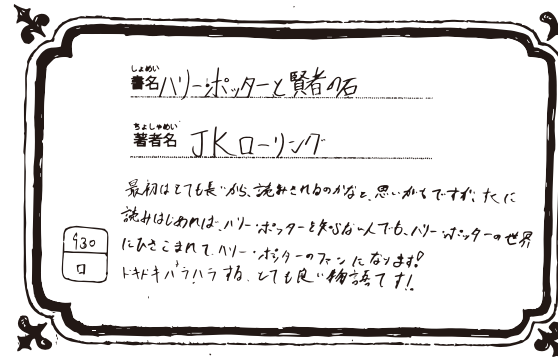 しょめい
書名 ハリー・ポッターと賢者の石
ちょしゃめい
著者名 JKローリング
最初はとても長いから、読みきれるのかなと、思いがちですが、たに
読みはじめれば、ハリー・ポッターを知らない人でも、ハリー・ポッターの世界
にひきこまれて、ハリー・ポッターのファンになります!
ドキドキハラハラする、とても良い物語です!
930
ロ